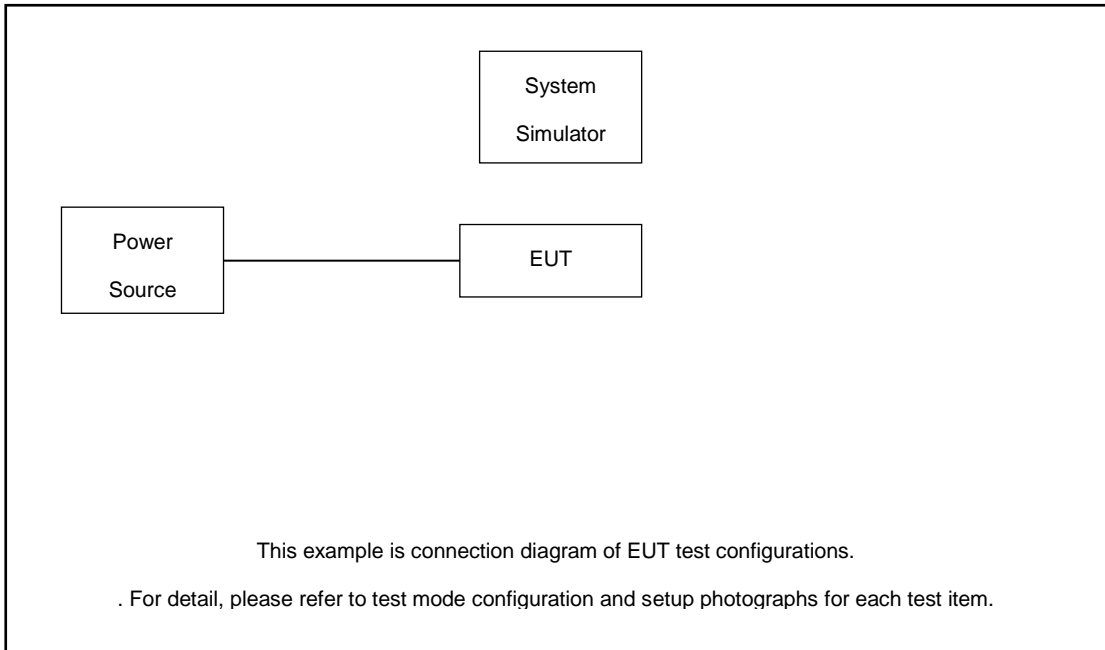 System
Simulator
Power
Source
EUT
This example is connection diagram of EUT test configurations.
. For detail, please refer to test mode configuration and setup photographs for each test item.